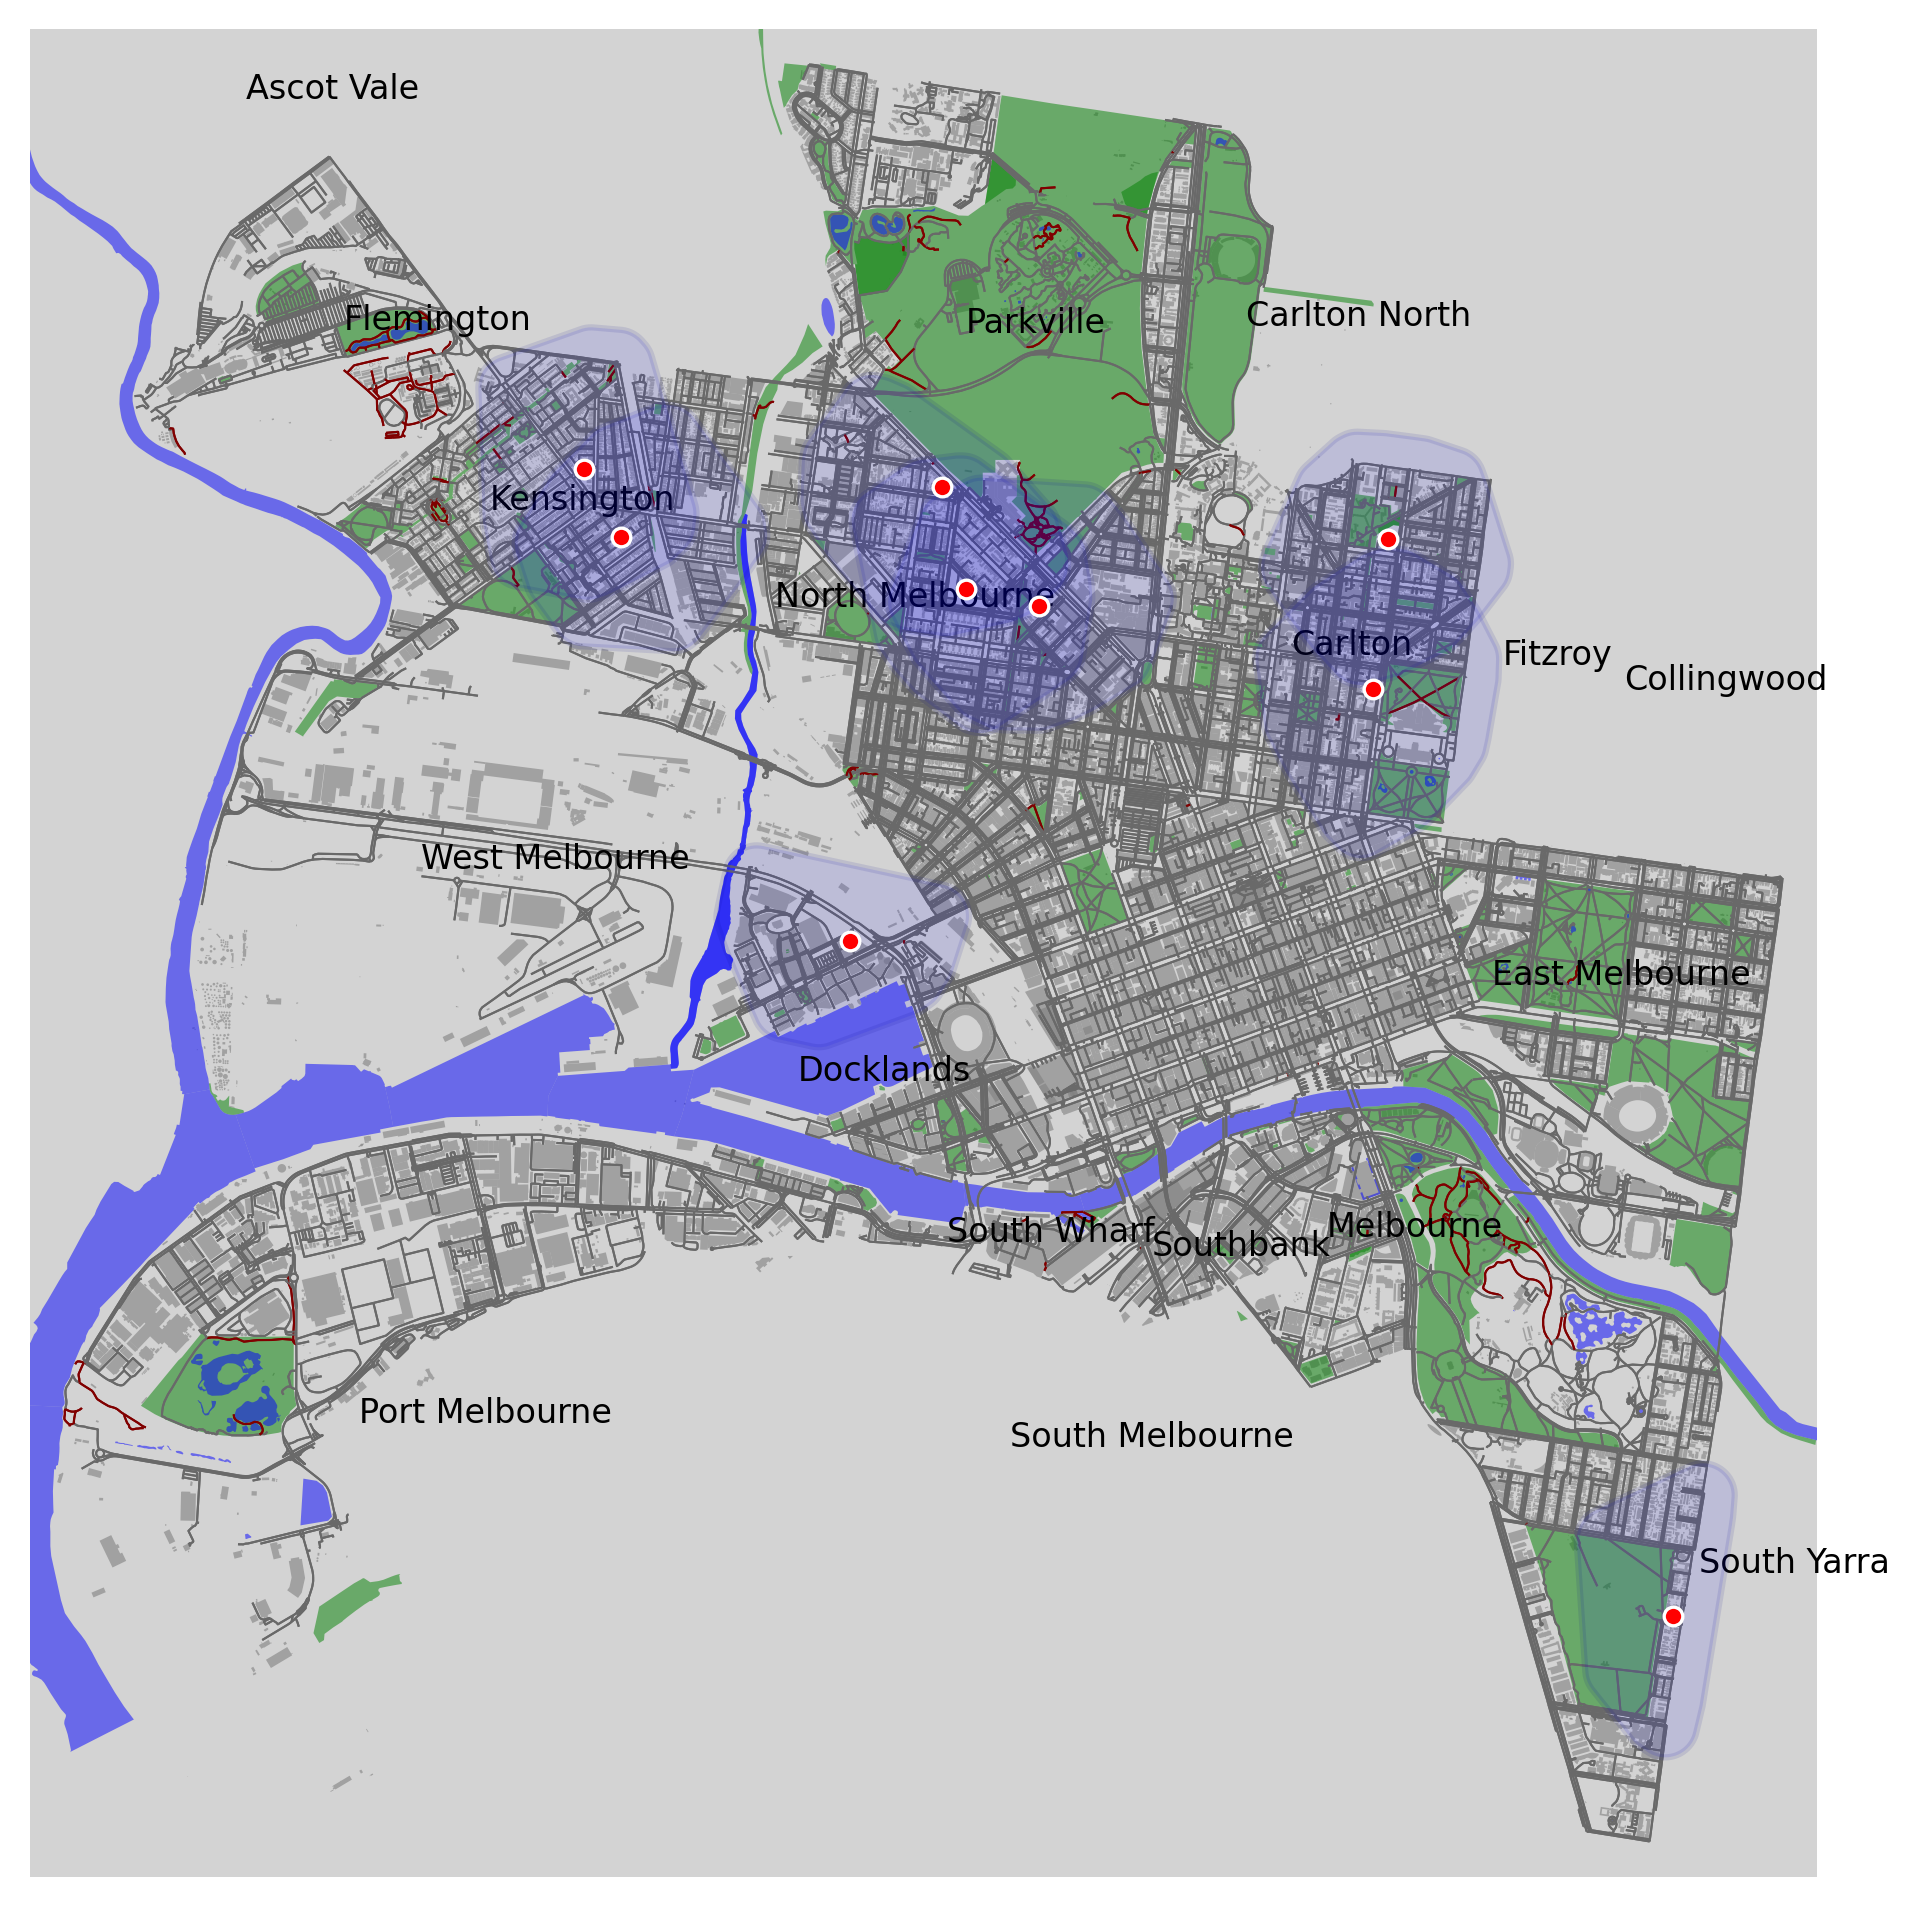 Ascot Vale
Flemington
Parkville
Carlton North
Kensington
North Melbourne
Carlton
Fitzroy
Collingwood
West Melbourne
East Melbourne
Docklands
South Wharf
Southbank
Melbourne
Port Melbourne
South Melbourne
South Yarra